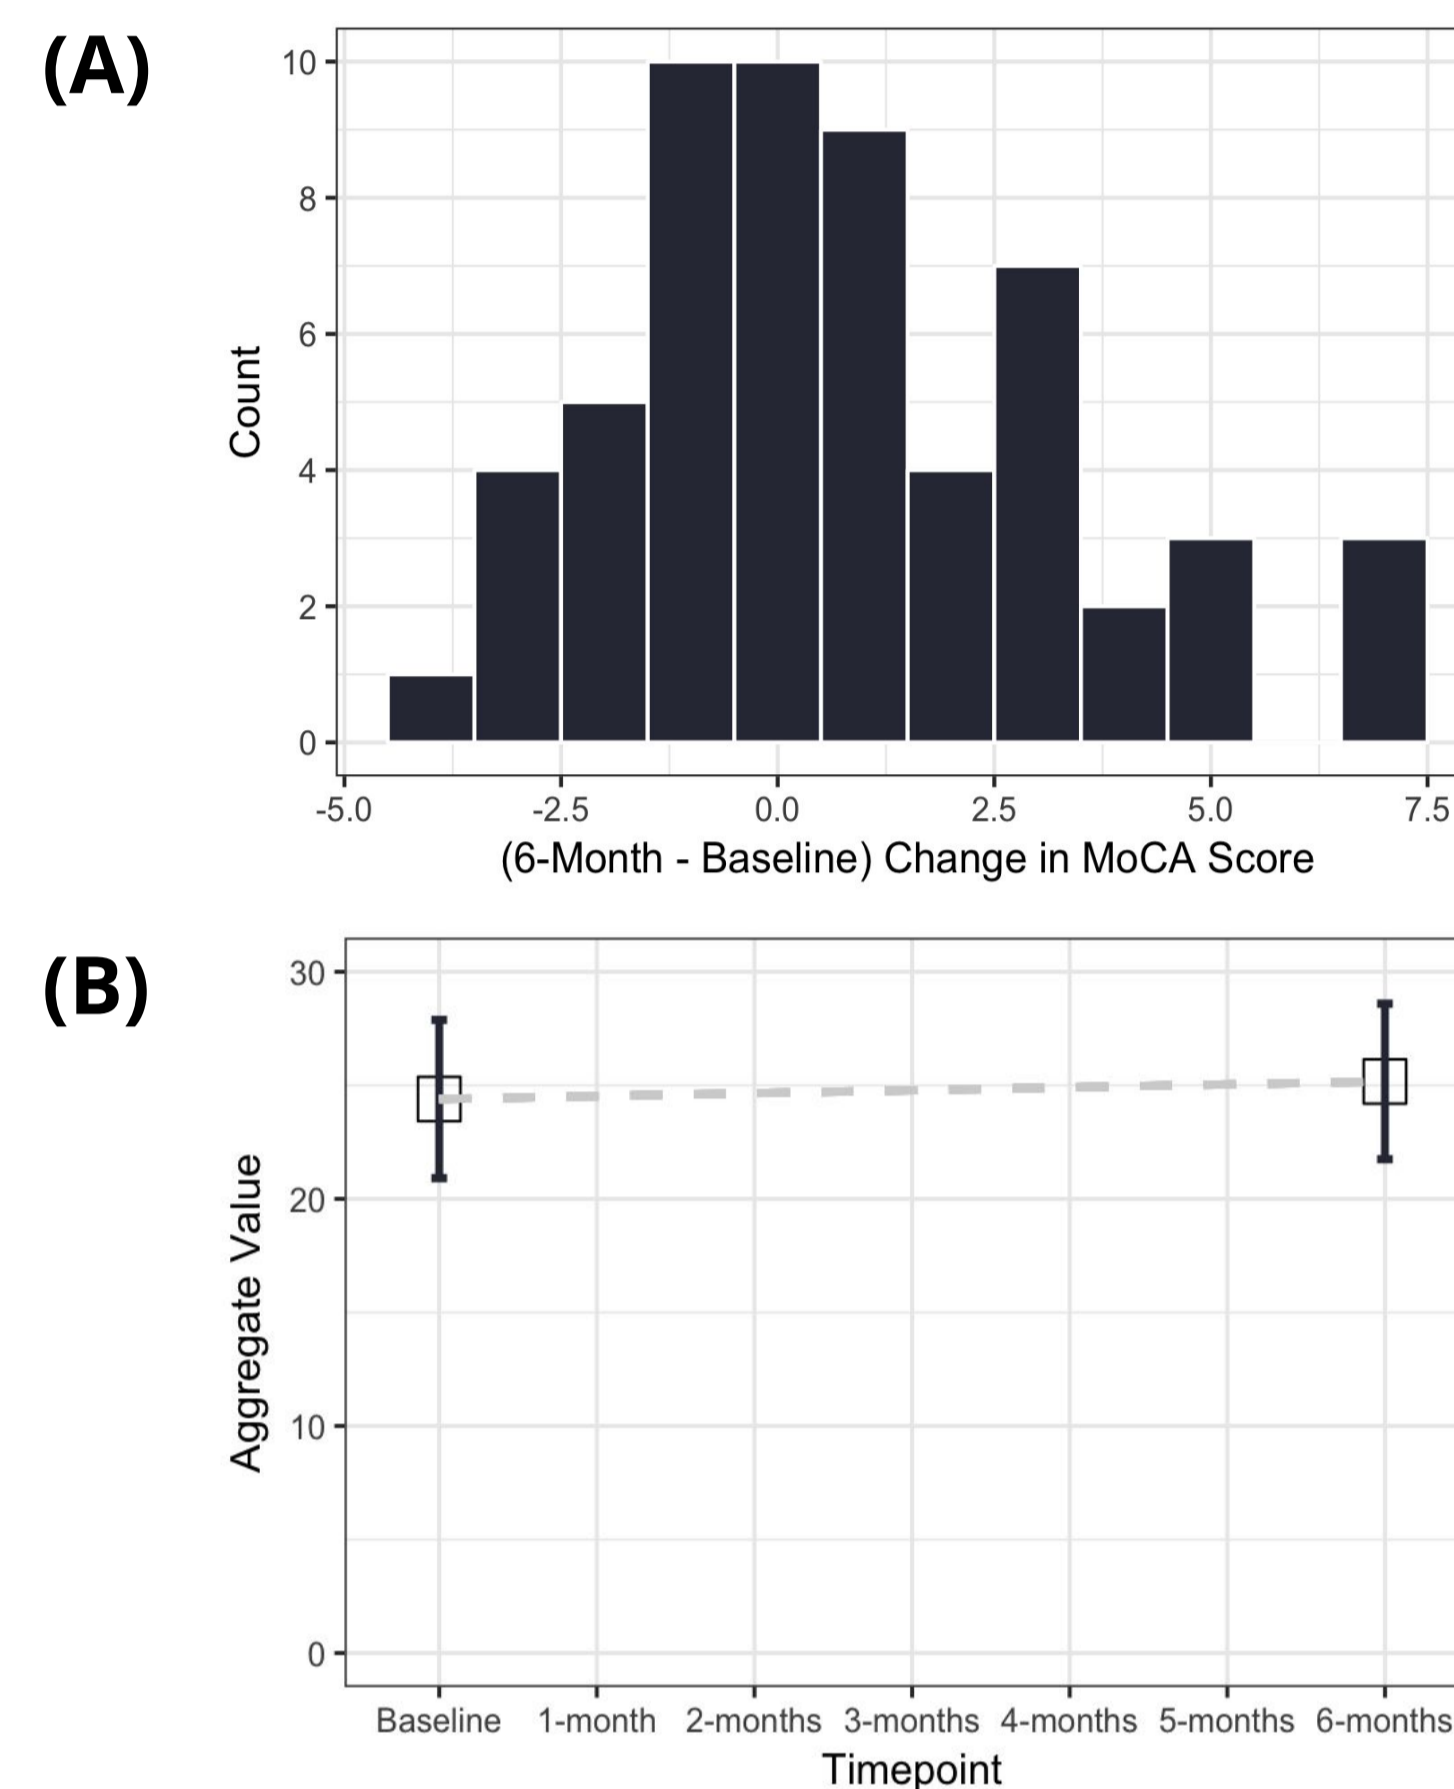 (A)
10
8
6
4
2
0
Count
-5.0 -2.5 0.0 2.5 5.0 7.5
(6-Month - Baseline) Change in MoCA Score
(B)
30
20
10
0
Aggregate Value
Baseline 1-month 2-months 3-months 4-months 5-months 6-months
Timepoint